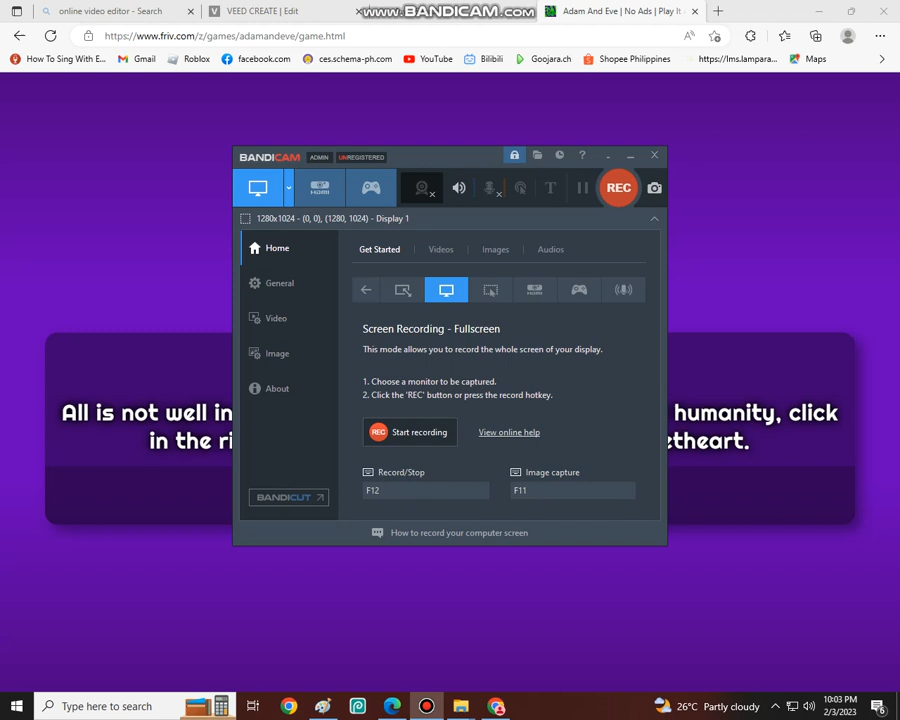 online video editor - Search
VEED CREATE | Edit
www.BANDICAM.com
Adam And Eve | No Ads | Play It
https://www.friv.com/z/games/adamandeve/game.html
How To Sing With E...
Gmail
Roblox
facebook.com
ces.schema-ph.com
YouTube
Bilibili
Goojara.ch
Shopee Philippines
https://lms.lampara...
Maps
BANDICAM ADMIN UNREGISTERED
HDMI
REC
1280x1024 - (0, 0), (1280, 1024) - Display 1
Home
General
Video
Image
About
BANDICUT
Get Started
Videos
Images
Audios
HDMI
Screen Recording - Fullscreen
This mode allows you to record the whole screen of your display.
1. Choose a monitor to be captured.
2. Click the 'REC' button or press the record hotkey.
REC Start recording
View online help
Record/Stop
Image capture
F12
F11
How to record your computer screen
All is not well in humanity, click
in the ri etheart.
Type here to search
26°C Partly cloudy
10:03 PM
2/3/2023
6